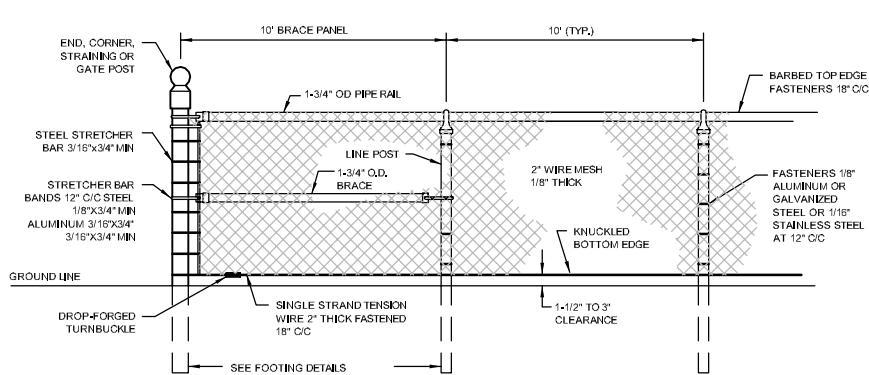 10' BRACE PANEL
10' (TYP.)
END, CORNER,
STRAINING OR
GATE POST
BARBED TOP EDGE
FASTENERS 18" C/C
1-3/4" OD PIPE RAIL
STEEL STRETCHER
BAR 3/16"x3/4" MIN
LINE POST
1-3/4" O.D.
BRACE
2" WIRE MESH
1/8" THICK
STRETCHER BAR
BANDS 12" C/C STEEL
1/8"X3/4" MIN
ALUMINUM 3/16"X3/4"
3/16"X3/4" MIN
FASTENERS 1/8"
ALUMINUM OR
GALVANIZED
STEEL OR 1/16"
STAINLESS STEEL
AT 12" C/C
KNUCKLED
BOTTOM EDGE
GROUND LINE
DROP-FORGED
TURNBUCKLE
SINGLE STRAND TENSION
WIRE 2" THICK FASTENED
18" C/C
1-1/2" TO 3"
CLEARANCE
SEE FOOTING DETAILS